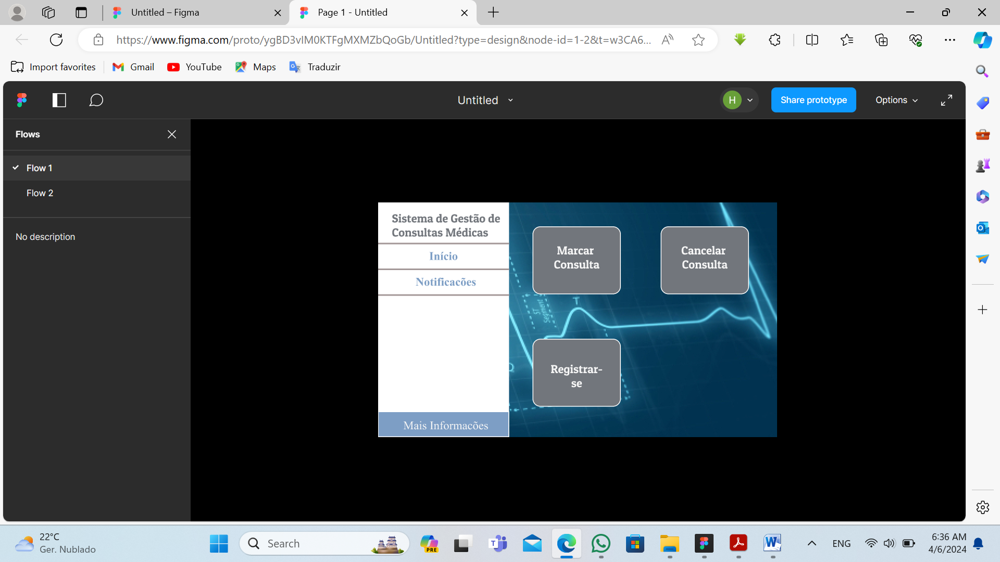 Untitled – Figma
Page 1 - Untitled
https://www.figma.com/proto/ygBD3vIM0KTFgMXMZbQoGb/Untitled?type=design&node-id=1-2&t=w3CA6...
Import favorites
Gmail
YouTube
Maps
Traduzir
Untitled
H
Share prototype
Options
Flows
Flow 1
Flow 2
No description
Sistema de Gestão de
Consultas Médicas
Início
Notificacões
Mais Informacões
Marcar
Consulta
Cancelar
Consulta
T
Registrar-
se
22°C
Ger. Nublado
Search
PRE
ENG
6:36 AM
4/6/2024